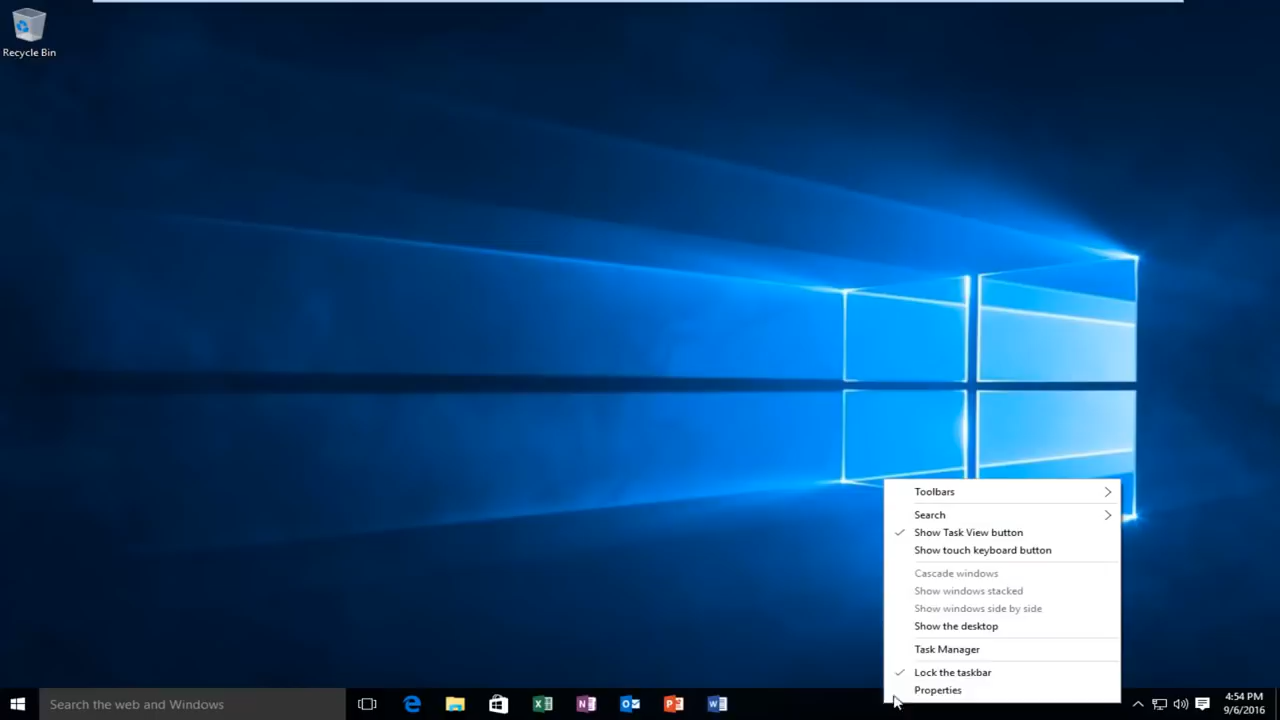 Recycle Bin
Toolbars
Search
Show Task View button
Show touch keyboard button
Cascade windows
Show windows stacked
Show windows side by side
Show the desktop
Task Manager
Lock the taskbar
Properties
Search the web and Windows
4:54 PM
9/6/2016